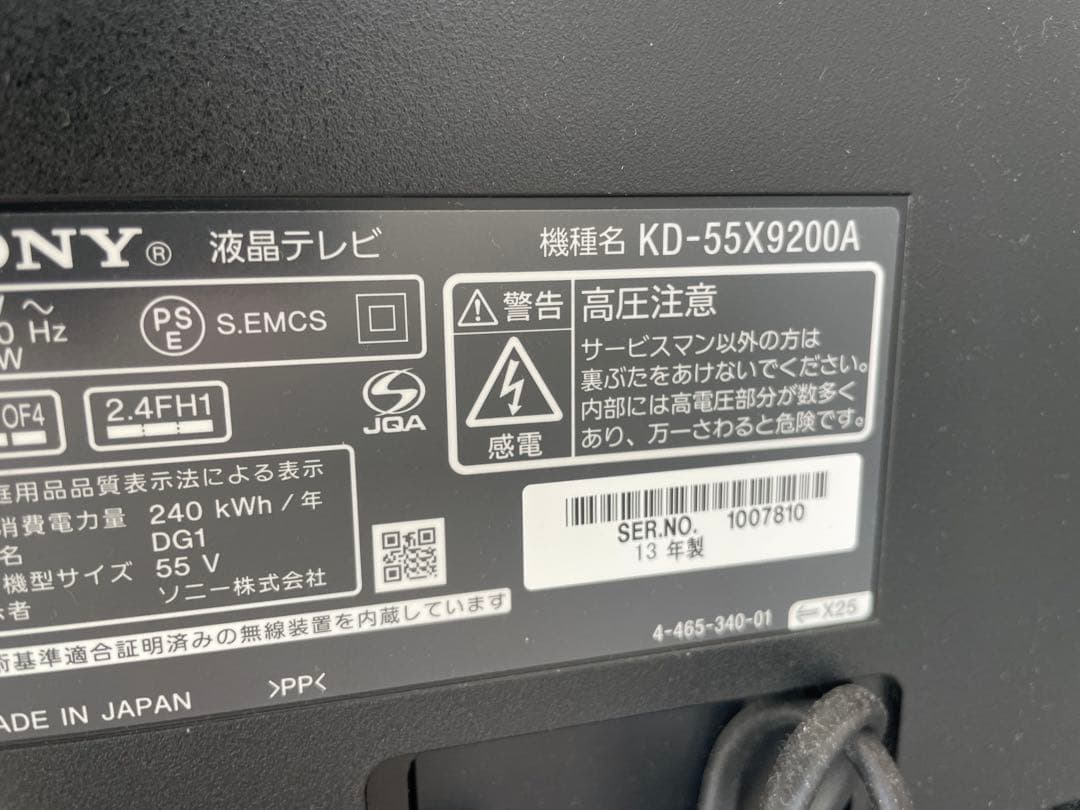 ONY® 液晶テレビ
機種名 KD-55X9200A
0 Hz
W
PS
E
S.EMCS
警告
高圧注意
サービスマン以外の方は
裏ぶたをあけないでください。
内部には高電圧部分が数多く
あり、万一さわると危険です。
感電
OF4
2.4FH1
JQA
庭用品品質表示法による表示
消費電力量 240 kWh / 年
名 DG1
機型サイズ 55 V
示者 ソニー株式会社
SER.NO. 1007810
13 年製
術基準適合証明済みの無線装置を内蔵しています
4-465-340-01
⇐X25
ADE IN JAPAN
>PP<